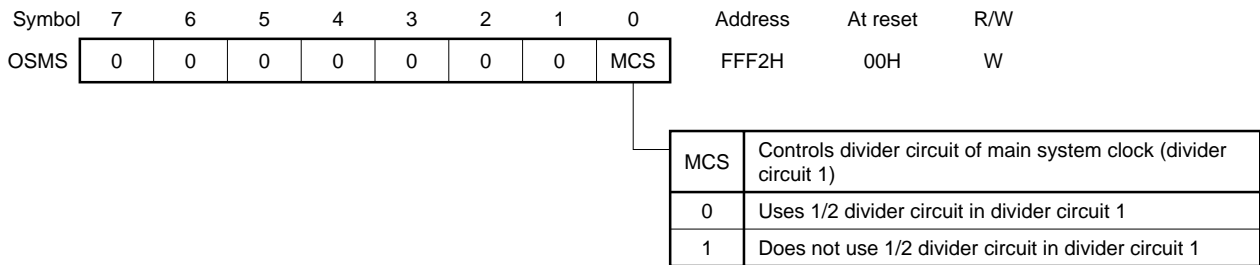 Symbol 7 6 5 4 3 2 1 0 Address At reset R/W
OSMS 0 0 0 0 0 0 0 MCS FFF2H 00H W
MCS Controls divider circuit of main system clock (divider
circuit 1)
0 Uses 1/2 divider circuit in divider circuit 1
1 Does not use 1/2 divider circuit in divider circuit 1